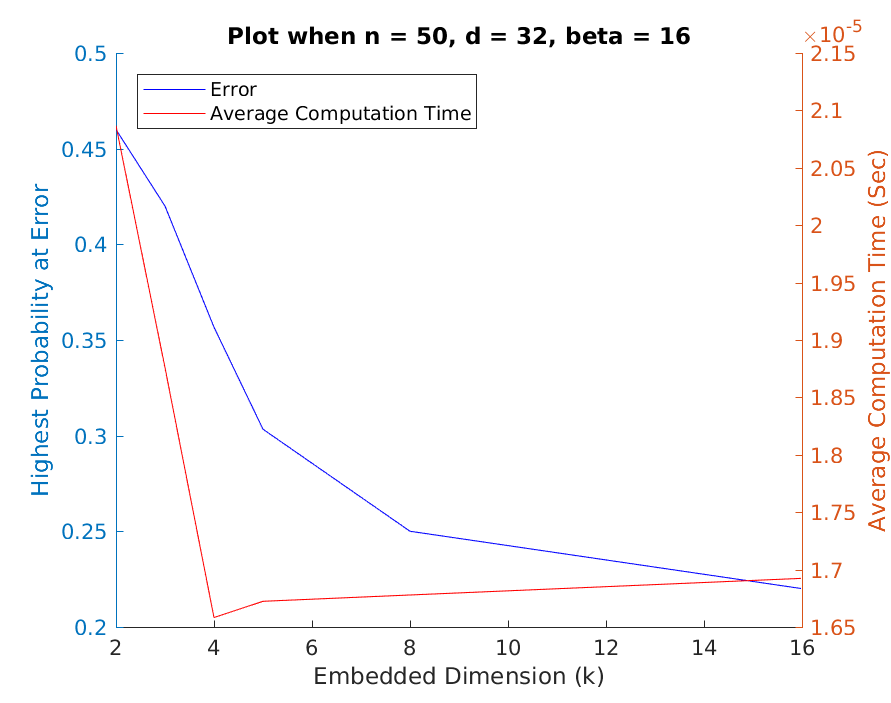 Plot when n = 50, d = 32, beta = 16
×10-5
Error
Average Computation Time
Highest Probability at Error
0.5
0.45
0.4
0.35
0.3
0.25
0.2
2.15
2.1
2.05
2
1.95
1.9
1.85
1.8
1.75
1.7
1.65
Average Computation Time (Sec)
2 4 6 8 10 12 14 16
Embedded Dimension (k)